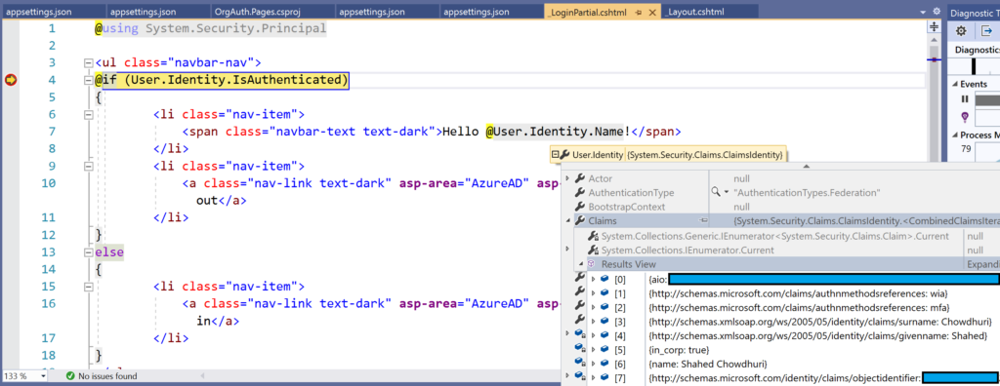 appsettings.json
appsettings.json
OrgAuth.Pages.csproj
appsettings.json
appsettings.json
_LoginPartial.cshtml
_Layout.cshtml
Diagnostic T
1 @using System.Security.Principal
2
3 <ul class="navbar-nav">
4 @if (User.Identity.IsAuthenticated)
5 {
6 <li class="nav-item">
7 <span class="navbar-text text-dark">Hello @User.Identity.Name!</span>
8 </li>
9 <li class="nav-item">
10 <a class="nav-link text-dark" asp-area="AzureAD" asp-
out</a>
11 </li>
12 }
13 else
14 {
15 <li class="nav-item">
16 <a class="nav-link text-dark" asp-area="AzureAD" asp-
in</a>
17 </li>
18 }
133 %
No issues found
User.Identity {System.Security.Claims.ClaimsIdentity}
Actor null
AuthenticationType "AuthenticationTypes.Federation"
BootstrapContext null
Claims {System.Security.Claims.ClaimsIdentity.<CombinedClaimsItera
System.Collections.Generic.IEnumerator<System.Security.Claims.Claim>.Current null
System.Collections.IEnumerator.Current null
Results View Expandi
[0] {aio:
[1] {http://schemas.microsoft.com/claims/authnmethodsreferences: wia}
[2] {http://schemas.microsoft.com/claims/authnmethodsreferences: mfa}
[3] {http://schemas.xmlsoap.org/ws/2005/05/identity/claims/surname: Chowdhuri}
[4] {http://schemas.xmlsoap.org/ws/2005/05/identity/claims/givenname: Shahed}
[5] {in_corp: true}
[6] {name: Shahed Chowdhuri}
[7] {http://schemas.microsoft.com/identity/claims/objectidentifier:
Diagnostics
Events
Process M
79